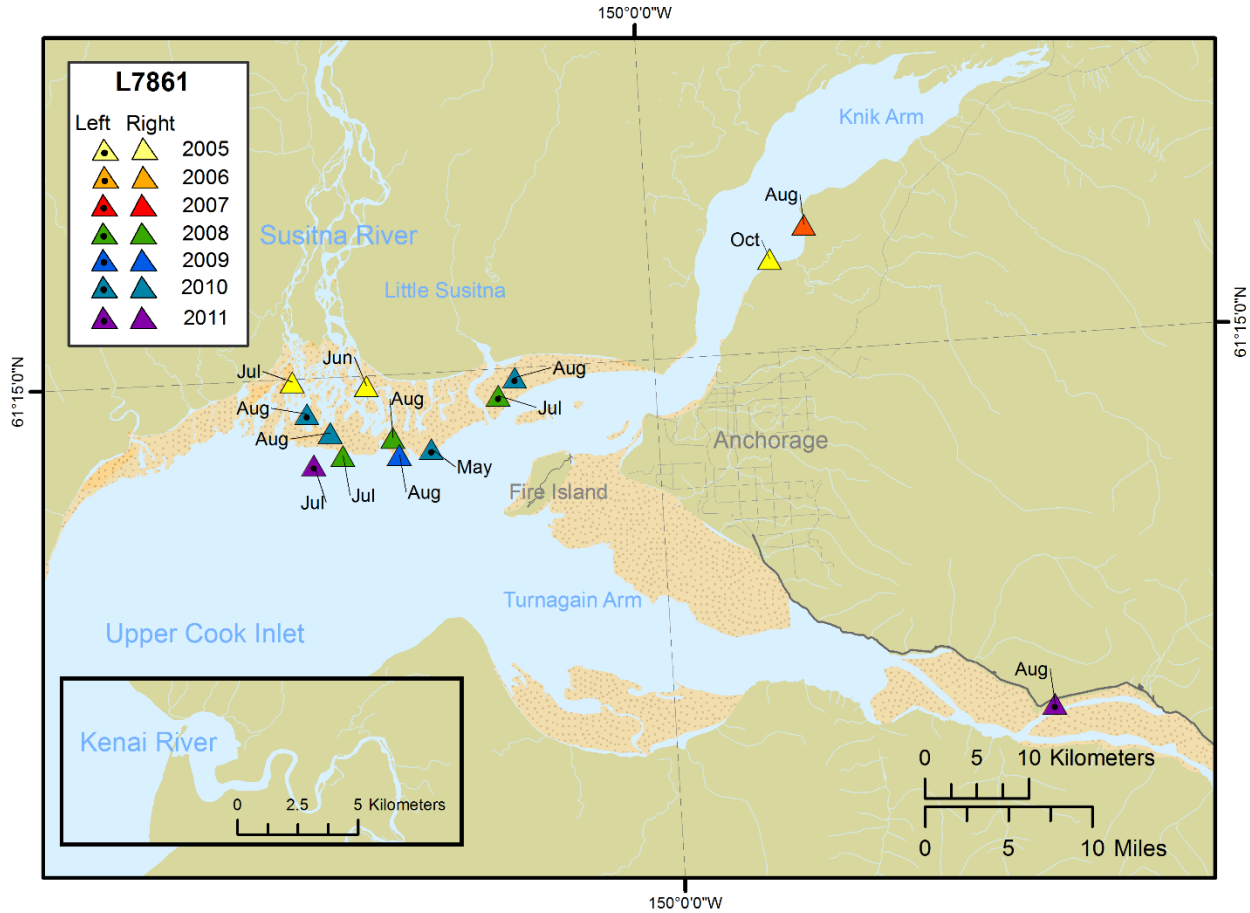 150°0'0"W
L7861
Left Right
2005
2006
2007
2008
2009
2010
2011
Knik Arm
Aug
Oct
Susitna River
Little Susitna
61°15'0"N
61°15'0"N
Jul
Jun
Aug
Aug
Aug
Jul
Aug
May
Jul
Jul
Aug
Anchorage
Fire Island
Turnagain Arm
Upper Cook Inlet
Aug
Kenai River
0 2.5 5 Kilometers
0 5 10 Kilometers
0 5 10 Miles
150°0'0"W